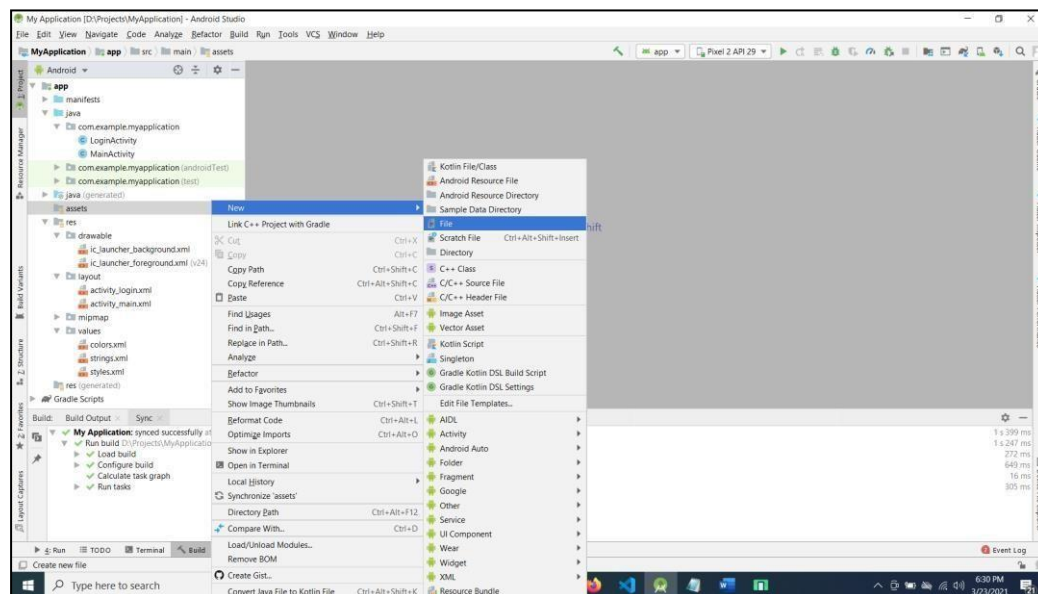 My Application [D:\Projects\MyApplication] - Android Studio
File Edit View Navigate Code Analyze Refactor Build Run Tools VCS Window Help
MyApplication app src main assets
app Pixel 2 API 29
Android
1: Project
Resource Manager
Build Variants
7: Structure
2: Favorites
Layout Captures
app
manifests
java
com.example.myapplication
LoginActivity
MainActivity
com.example.myapplication (androidTest)
com.example.myapplication (test)
java (generated)
assets
res
drawable
ic_launcher_background.xml
ic_launcher_foreground.xml (v24)
layout
activity_login.xml
activity_main.xml
mipmap
values
colors.xml
strings.xml
styles.xml
res (generated)
Gradle Scripts
New
Link C++ Project with Gradle
Cut Ctrl+X
Copy Ctrl+C
Copy Path Ctrl+Shift+C
Copy Reference Ctrl+Alt+Shift+C
Paste Ctrl+V
Find Usages Alt+F7
Find in Path... Ctrl+Shift+F
Replace in Path... Ctrl+Shift+R
Analyze
Refactor
Add to Favorites
Show Image Thumbnails Ctrl+Shift+T
Reformat Code Ctrl+Alt+L
Optimize Imports Ctrl+Alt+O
Show in Explorer
Open in Terminal
Local History
Synchronize 'assets'
Directory Path Ctrl+Alt+F12
Compare With... Ctrl+D
Load/Unload Modules...
Remove BOM
Create Gist...
Convert Java File to Kotlin File Ctrl+Alt+Shift+K
Kotlin File/Class
Android Resource File
Android Resource Directory
Sample Data Directory
File
Scratch File Ctrl+Alt+Shift+Insert
Directory
C++ Class
C/C++ Source File
C/C++ Header File
Image Asset
Vector Asset
Kotlin Script
Singleton
Gradle Kotlin DSL Build Script
Gradle Kotlin DSL Settings
Edit File Templates...
AIDL
Activity
Android Auto
Folder
Fragment
Google
Other
Service
UI Component
Wear
Widget
XML
Resource Bundle
hift
Build: Build Output Sync
My Application: synced successfully at 1 s 399 ms
Run build D:\Projects\MyApplicatio 1 s 247 ms
Load build 272 ms
Configure build 649 ms
Calculate task graph 16 ms
Run tasks 305 ms
4: Run TODO Terminal Build Event Log
Create new file
Type here to search
6:30 PM
3/23/2021